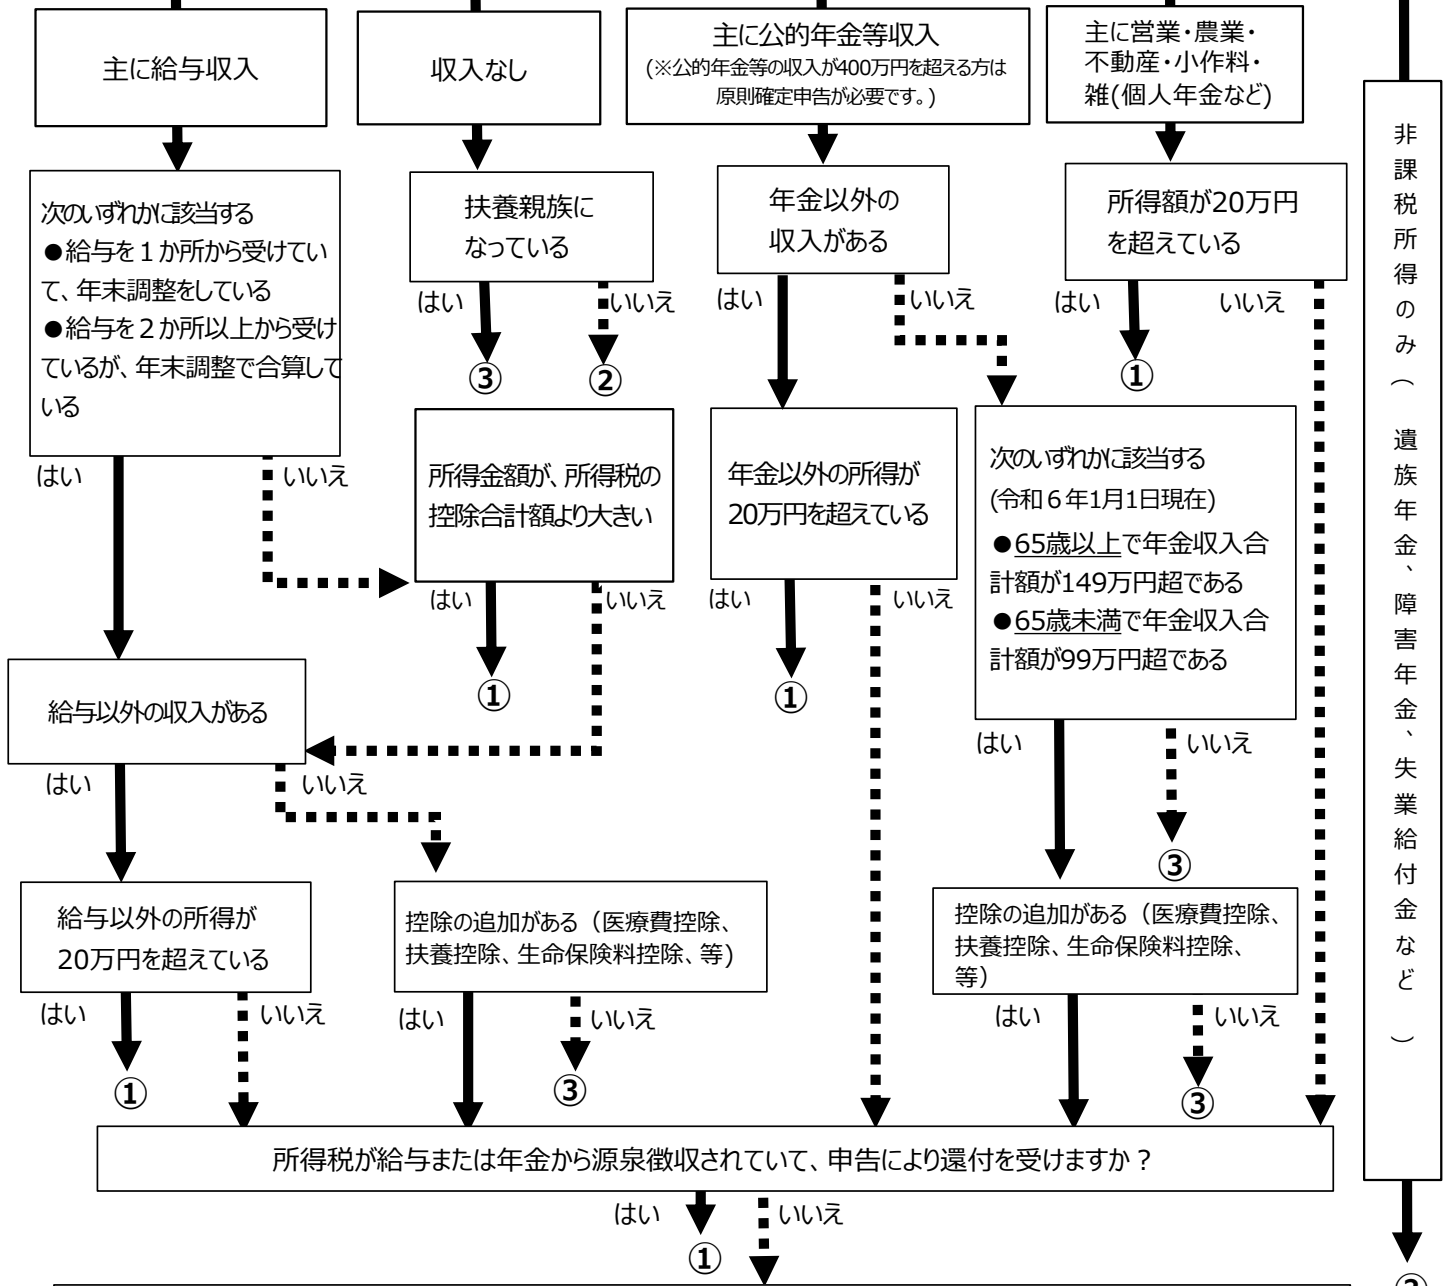 主に給与収入
収入なし
主に公的年金等収入
(※公的年金等の収入が400万円を超える方は
原則確定申告が必要です。)
主に営業・農業・
不動産・小作料・
雑(個人年金など)
非課税所得のみ(遺族年金、障害年金、失業給付金など)
次のいずれかに該当する
●給与を1か所から受けてい
て、年末調整をしている
●給与を2か所以上から受け
ているが、年末調整で合算して
いる
はい
いいえ
扶養親族に
なっている
はい
いいえ
③
②
年金以外の
収入がある
はい
いいえ
所得額が20万円
を超えている
はい
いいえ
①
所得金額が、所得税の
控除合計額より大きい
はい
いいえ
①
年金以外の所得が
20万円を超えている
はい
いいえ
①
次のいずれかに該当する
(令和6年1月1日現在)
●65歳以上で年金収入合
計額が149万円超である
●65歳未満で年金収入合
計額が99万円超である
はい
いいえ
③
給与以外の収入がある
はい
いいえ
給与以外の所得が
20万円を超えている
はい
いいえ
①
控除の追加がある（医療費控除、
扶養控除、生命保険料控除、等)
はい
いいえ
③
控除の追加がある（医療費控除、
扶養控除、生命保険料控除、
等）
はい
いいえ
③
所得税が給与または年金から源泉徴収されていて、申告により還付を受けますか？
はい
いいえ
①